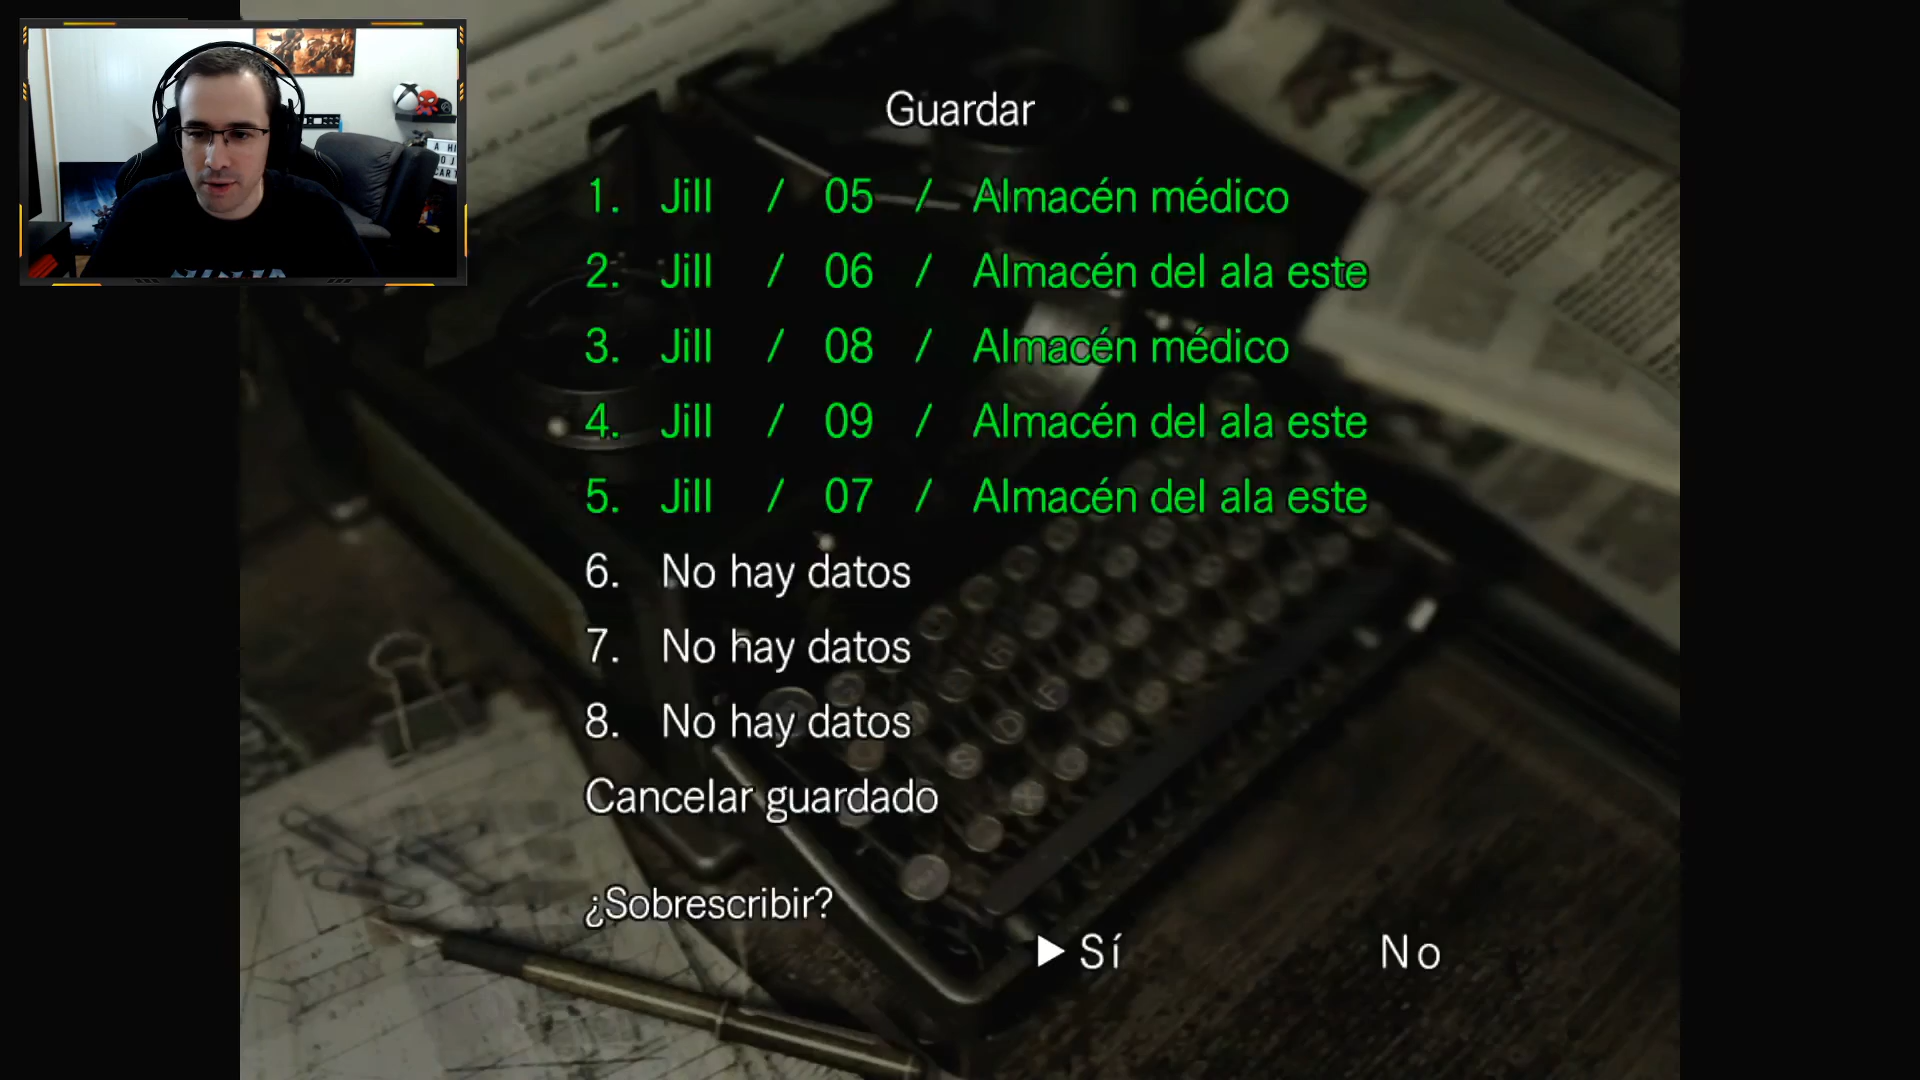 Guardar
1. Jill / 05 / Almacén médico
2. Jill / 06 / Almacén del ala este
3. Jill / 08 / Almacén médico
4. Jill / 09 / Almacén del ala este
5. Jill / 07 / Almacén del ala este
6. No hay datos
7. No hay datos
8. No hay datos
Cancelar guardado
¿Sobrescribir?
Sí No